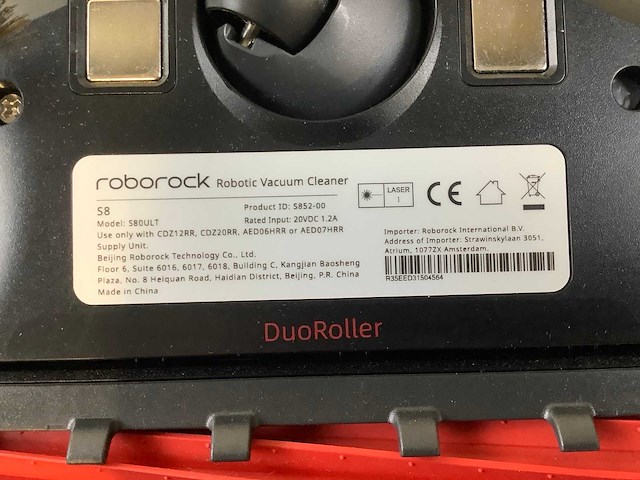 roborock Robotic Vacuum Cleaner
S8
Product ID: S852-00
Model: S80ULT
Rated Input: 20VDC 1.2A
Use only with CDZ12RR, CDZ20RR, AED06HRR or AED07HRR
Supply Unit.
Beijing Roborock Technology Co., Ltd.
Floor 6, Suite 6016, 6017, 6018, Building C, Kangjian Baosheng
Plaza, No. 8 Heiquan Road, Haidian District, Beijing, P.R. China
Made in China
LASER
1
CE
Importer: Roborock International B.V.
Address of Importer: Strawinskylaan 3051,
Atrium, 1077ZX Amsterdam.
R35EED31504564
DuoRoller